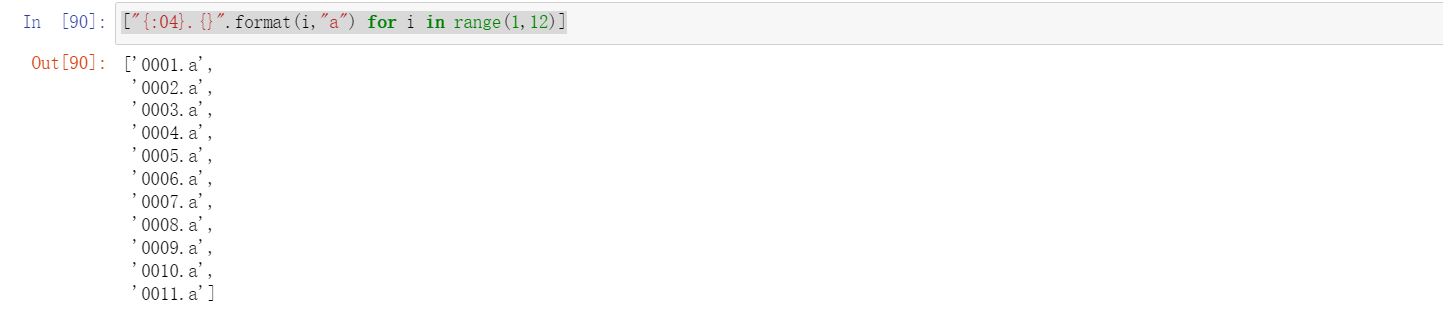 In [90]: ["{:04}.{}".format(i,"a") for i in range(1,12)]
Out[90]: ['0001.a',
'0002.a',
'0003.a',
'0004.a',
'0005.a',
'0006.a',
'0007.a',
'0008.a',
'0009.a',
'0010.a',
'0011.a']